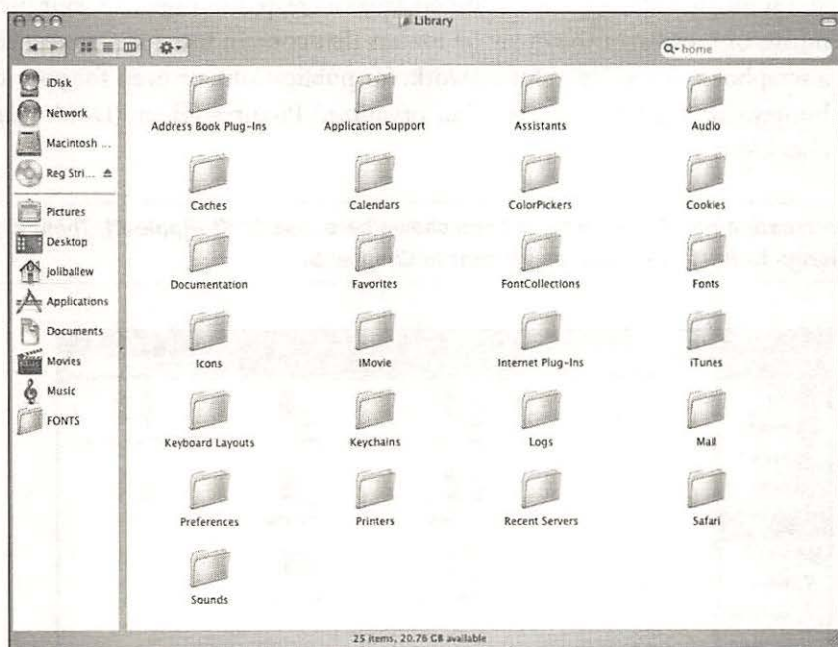 Library
home
iDisk
Network
Macintosh ...
Reg Stri...
Pictures
Desktop
joliballew
Applications
Documents
Movies
Music
FONTS
Address Book Plug-Ins Application Support Assistants Audio
Caches Calendars ColorPickers Cookies
Documentation Favorites FontCollections Fonts
Icons iMovie Internet Plug-Ins iTunes
Keyboard Layouts Keychains Logs Mail
Preferences Printers Recent Servers Safari
Sounds
25 items, 20.76 GB available